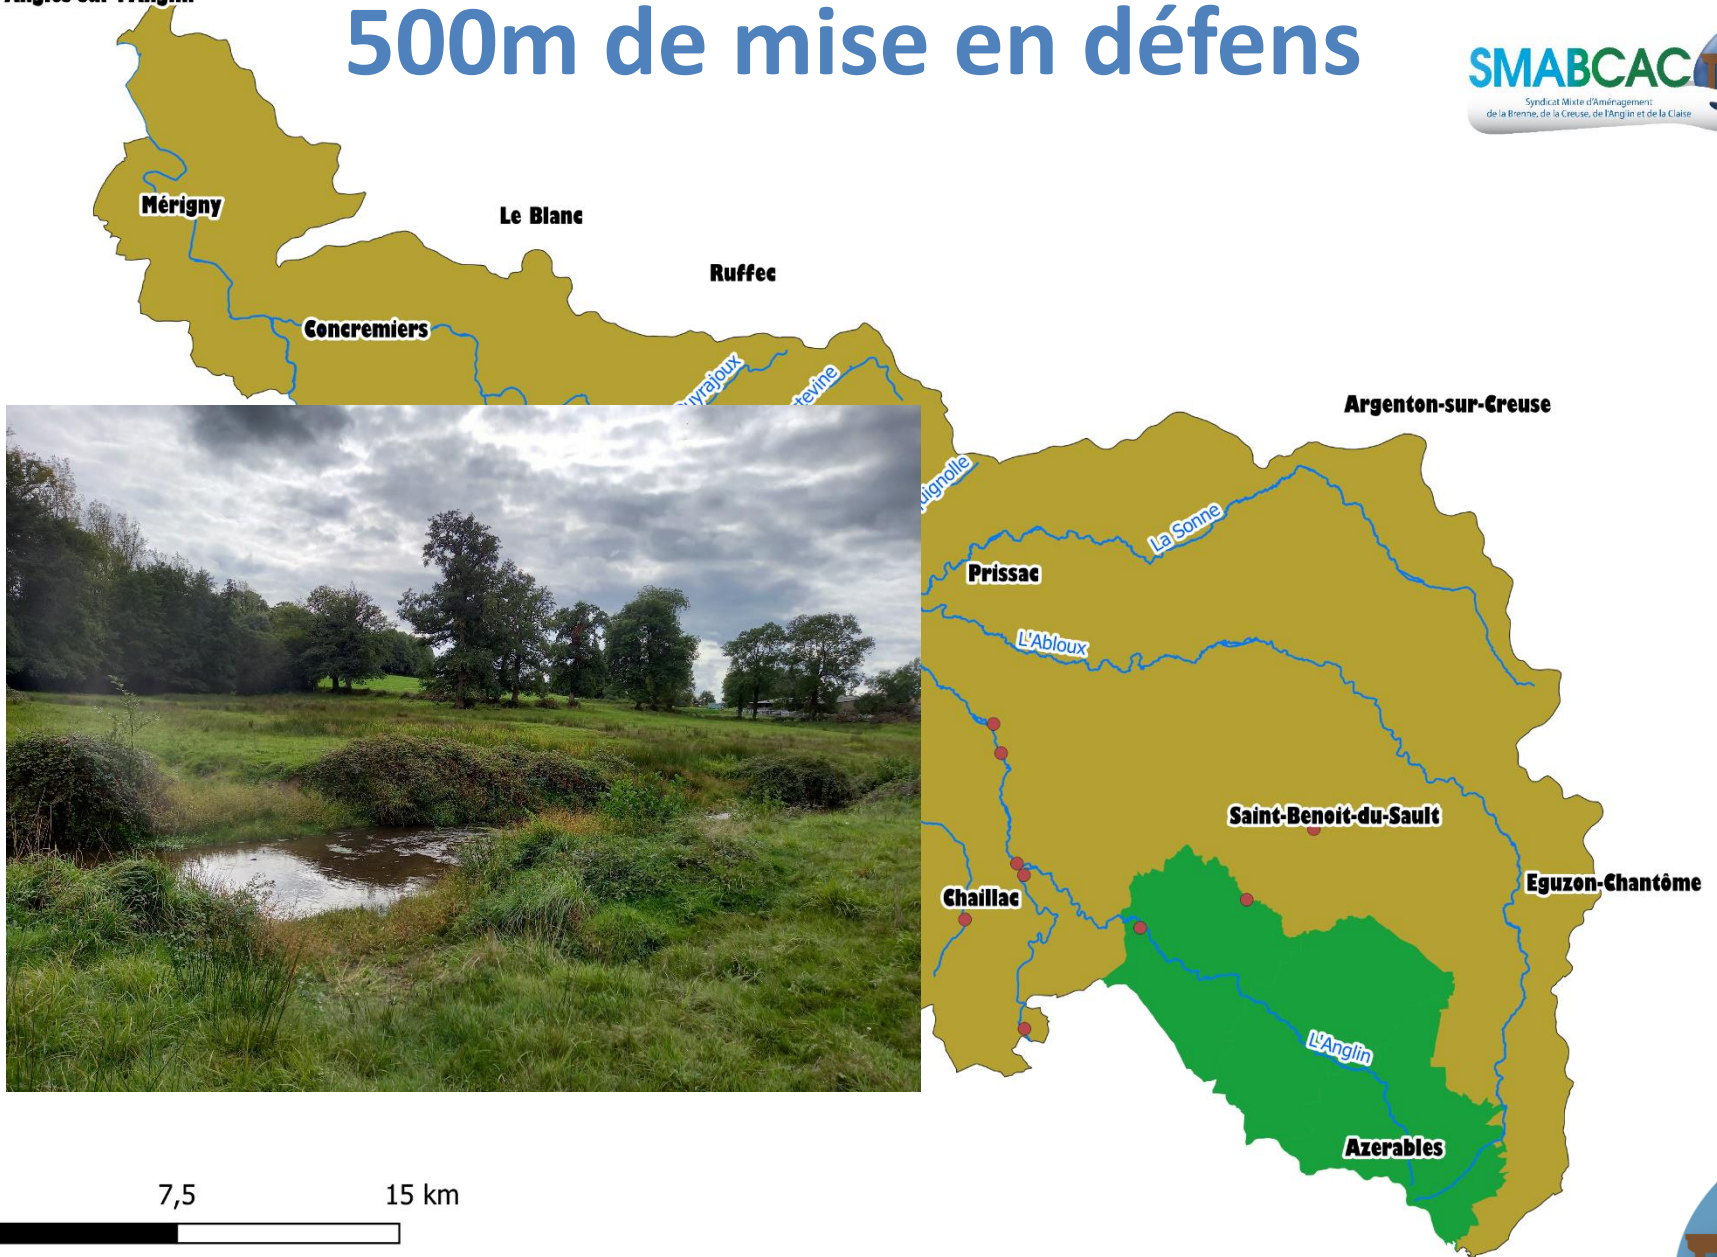 500m de mise en défens
SMABCAC
Syndicat Mixte d'Aménagement
de la Brenne, de la Creuse, de l'Anglin et de la Claise
Mérigny
Le Blanc
Ruffec
Concremiers
Argenton-sur-Creuse
La Sonne
Prissac
L'Abloux
Saint-Benoit-du-Sault
Eguzon-Chantôme
Chaillac
L'Anglin
Azerables
7,5 15 km